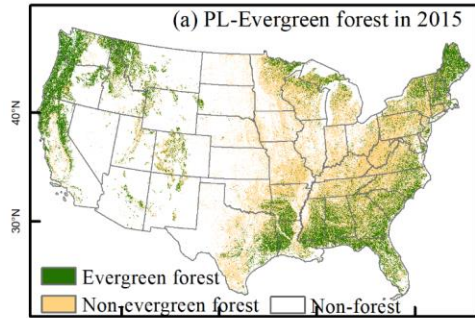 (a) PL-Evergreen forest in 2015
40°N
30°N
Evergreen forest
Non-evergreen forest
Non-forest